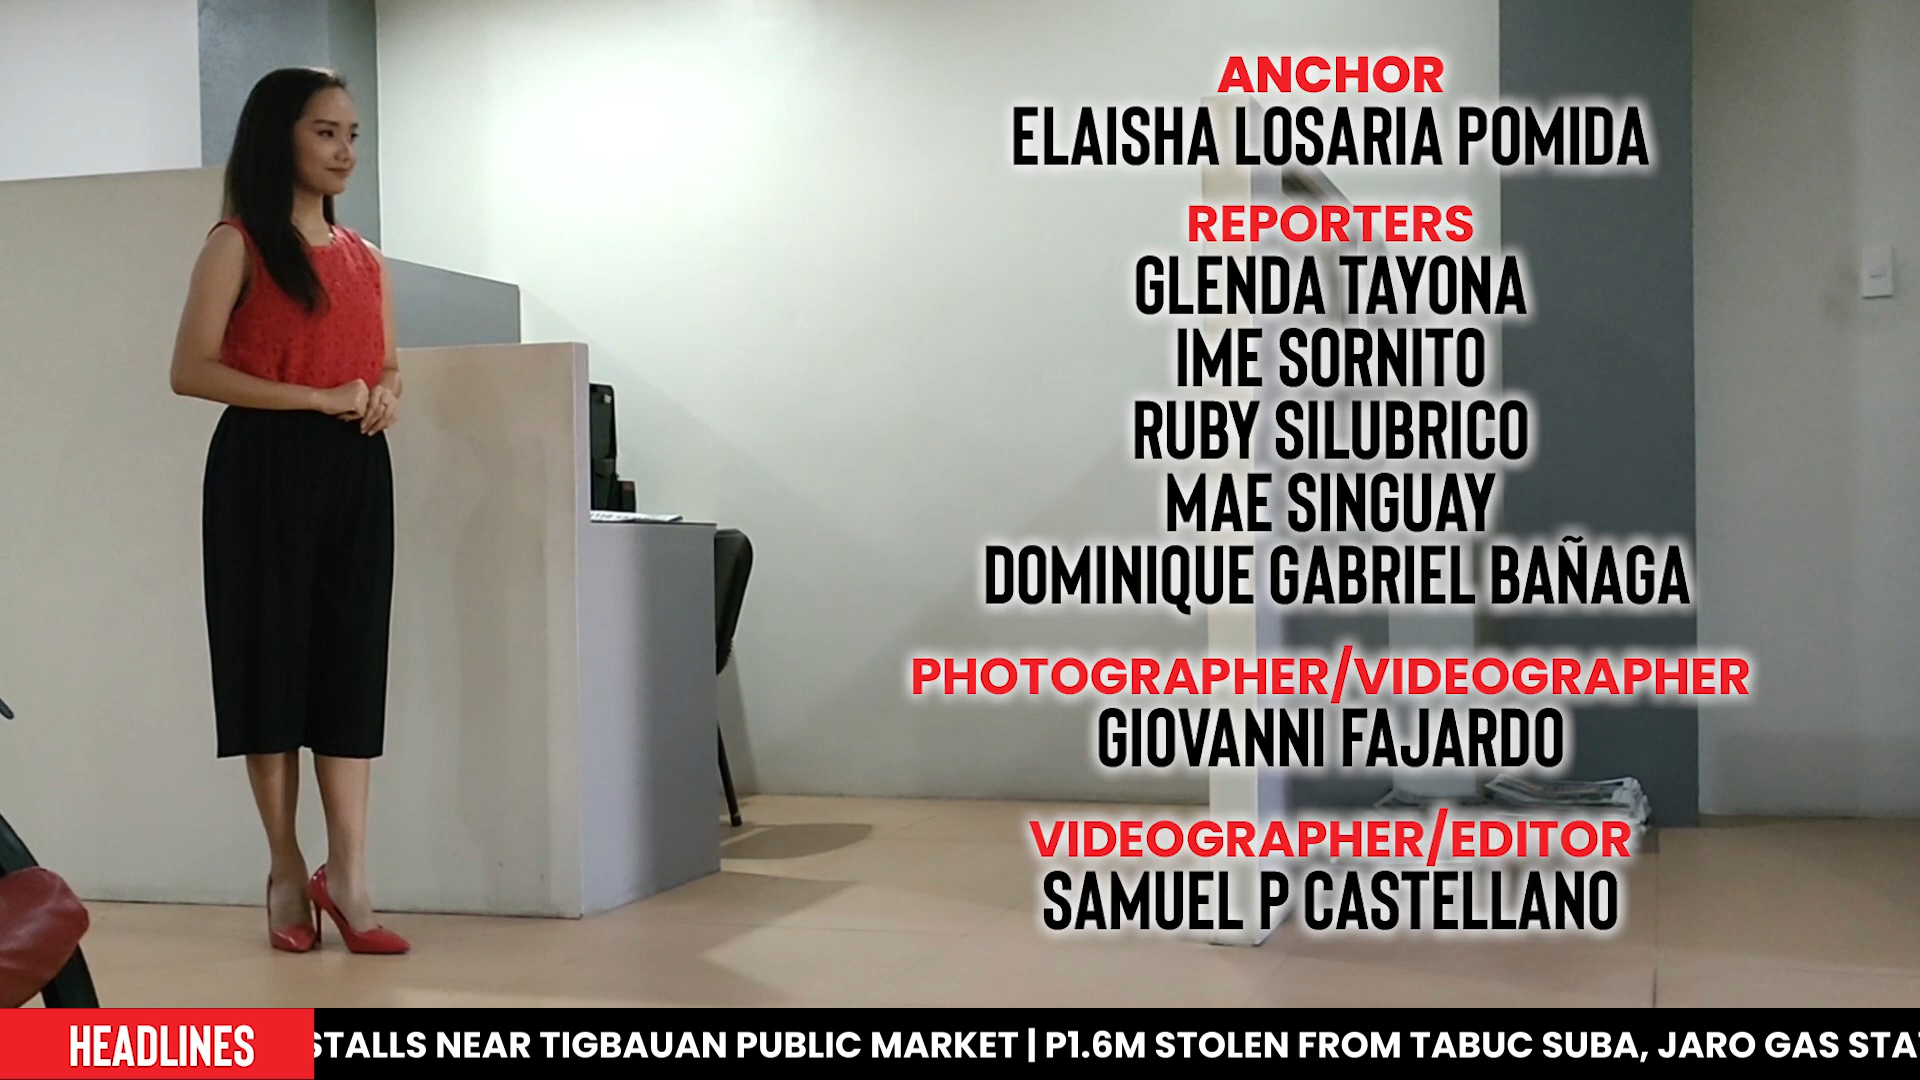 ANCHOR
ELAISHA LOSARIA POMIDA
REPORTERS
GLENDA TAYONA
IME SORNITO
RUBY SILUBRICO
MAE SINGUAY
DOMINIQUE GABRIEL BAÑAGA
PHOTOGRAPHER/VIDEOGRAPHER
GIOVANNI FAJARDO
VIDEOGRAPHER/EDITOR
SAMUEL P CASTELLANO
HEADLINES
STALLS NEAR TIGBAUAN PUBLIC MARKET | P1.6M STOLEN FROM TABUC SUBA, JARO GAS STA